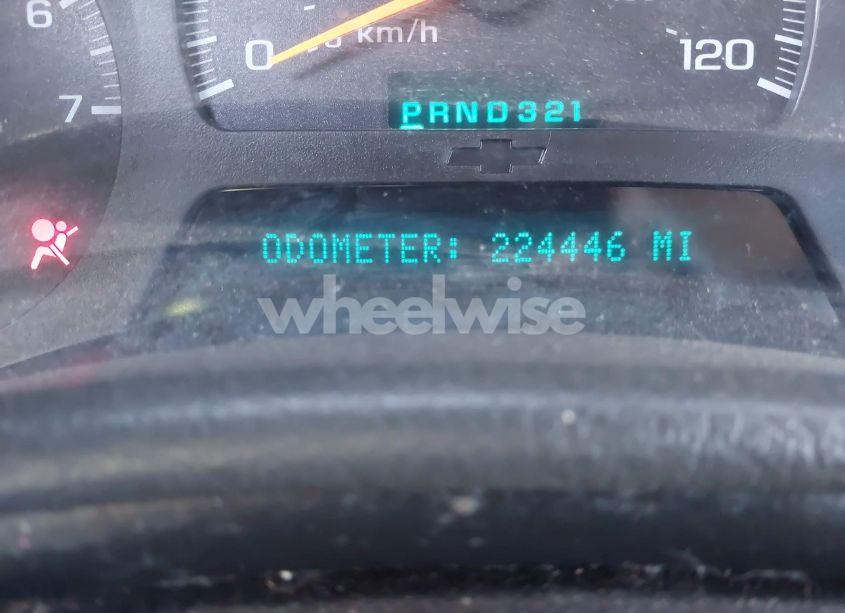 6
7
0
km/h
120
PRND321
ODOMETER: 224446 MI
wheelwise